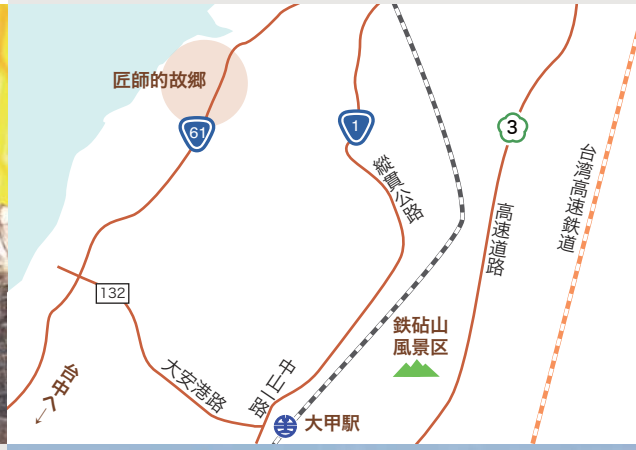 匠師的故郷
61
1
3
縱貫公路
台湾高速鉄道
高速道路
132
鉄砧山
風景区
台中へ
大安港路
中山一路
大甲駅